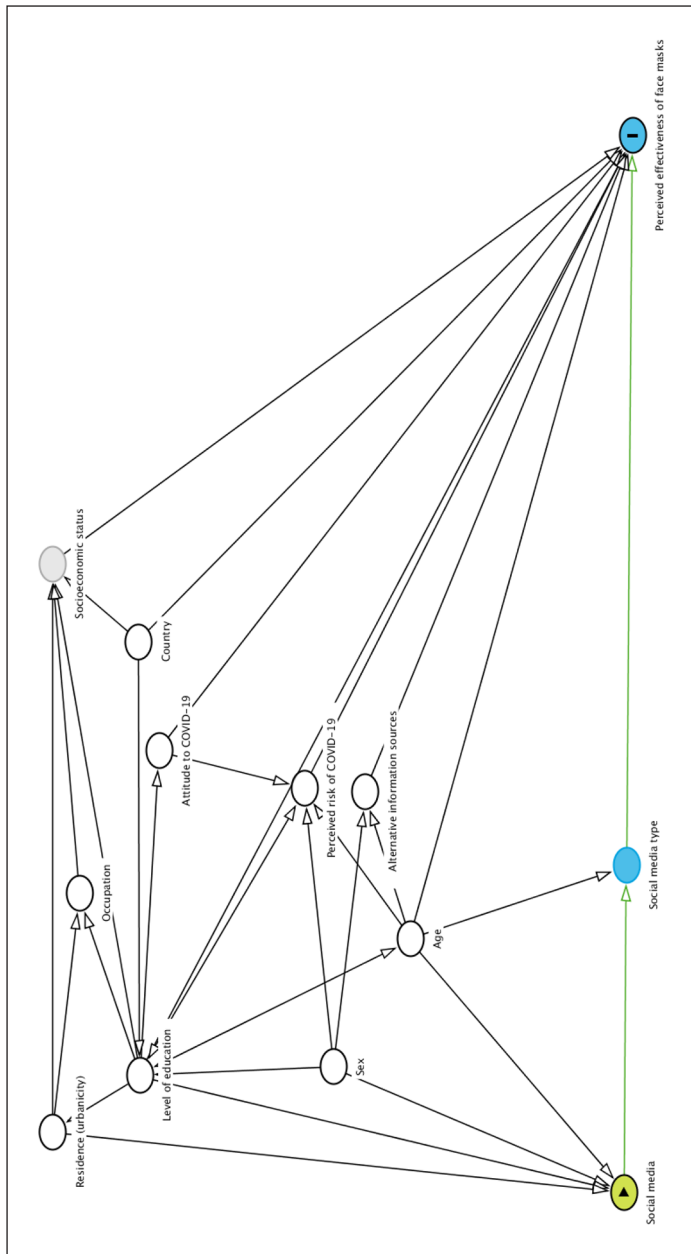 Residence (urbanicity)
Occupation
Socioeconomic status
Level of education
Country
Attitude to COVID-19
Perceived risk of COVID-19
Sex
Alternative information sources
Age
Social media
Social media type
Perceived effectiveness of face masks